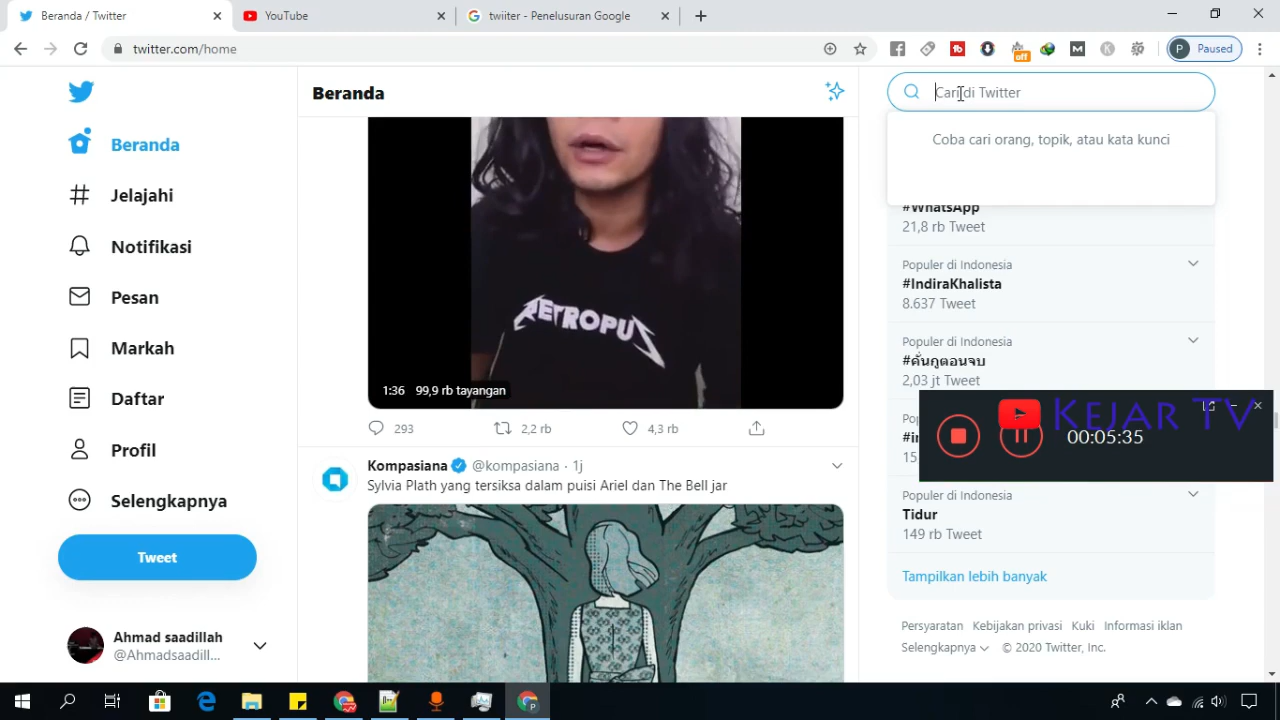 Beranda / Twitter
YouTube
twiiter - Penelusuran Google
twitter.com/home
off
P Paused
Beranda
Jelajahi
Notifikasi
Pesan
Markah
Daftar
Profil
Selengkapnya
Tweet
Ahmad saadillah
@Ahmadsaadill...
Beranda
RETROPUS
1:36 99,9 rb tayangan
293 2,2 rb 4,3 rb
Kompasiana @kompasiana · 1j
Sylvia Plath yang tersiksa dalam puisi Ariel dan The Bell jar
Cari di Twitter
Coba cari orang, topik, atau kata kunci
#WhatsApp
21,8 rb Tweet
Populer di Indonesia
#IndiraKhalista
8.637 Tweet
Populer di Indonesia
#คั่นกูตอนจบ
2,03 jt Tweet
KEJAR TV
00:05:35
Populer di Indonesia
Tidur
149 rb Tweet
Tampilkan lebih banyak
Persyaratan Kebijakan privasi Kuki Informasi iklan
Selengkapnya © 2020 Twitter, Inc.